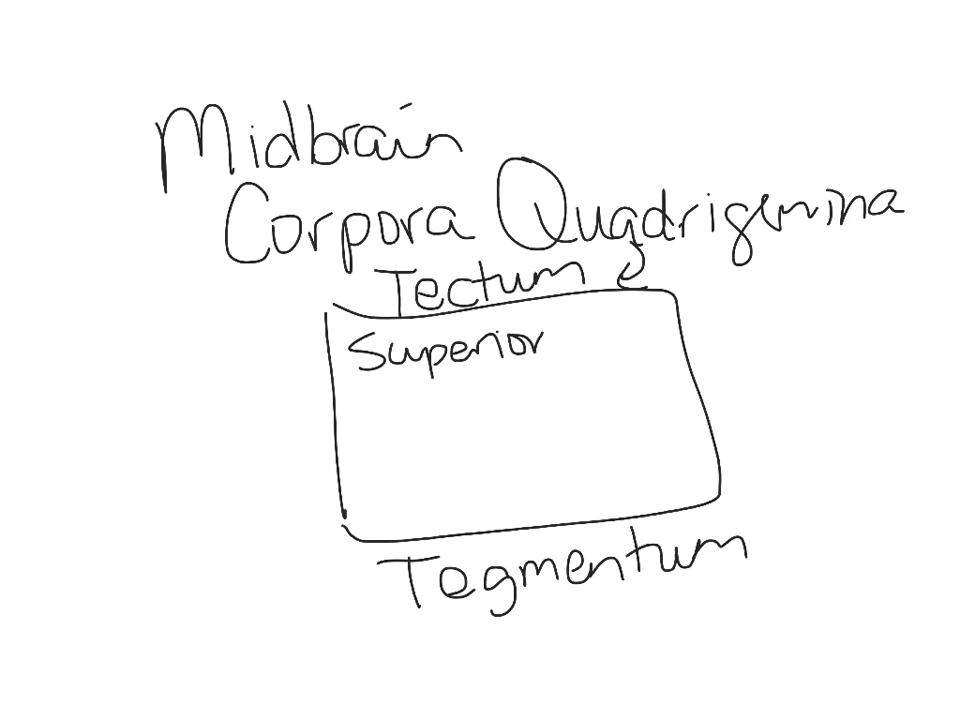 Midbrain
Corpora Quadrigemina
Tectum
Superior
Tegmentum